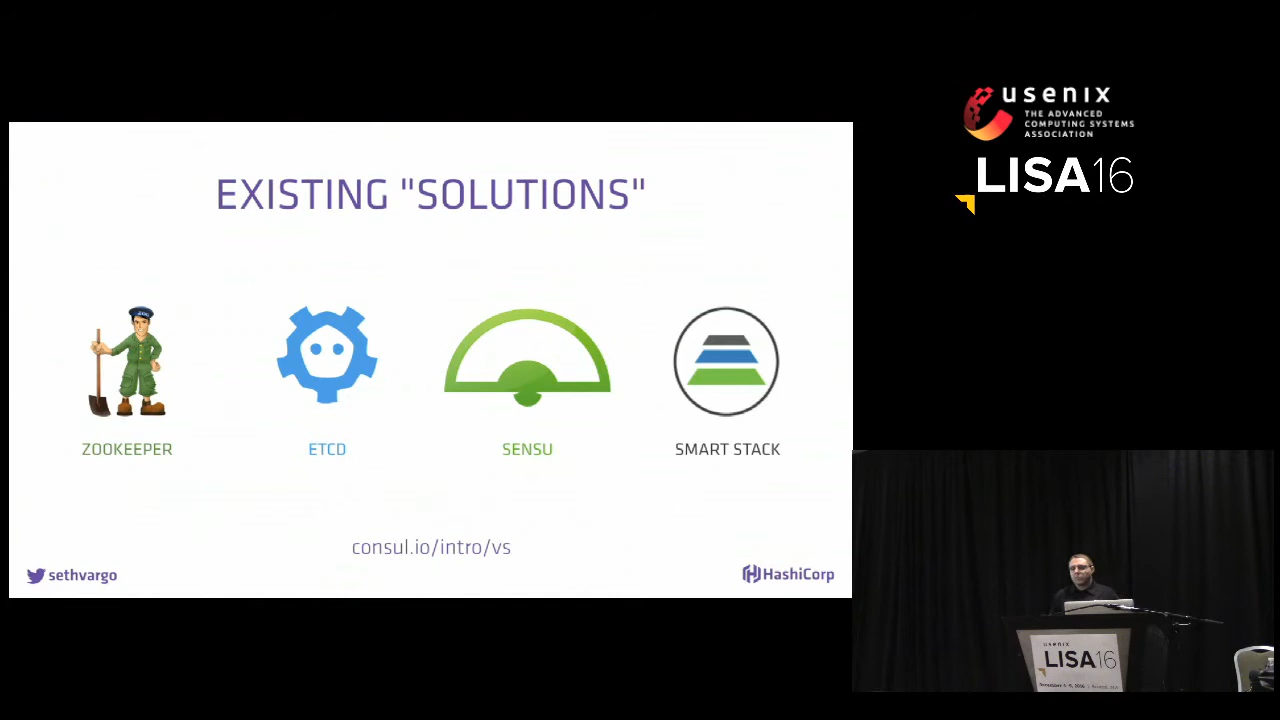 usenix
THE ADVANCED
COMPUTING SYSTEMS
ASSOCIATION
LISA16
EXISTING "SOLUTIONS"
ZOOKEEPER
ETCD
SENSU
SMART STACK
consul.io/intro/vs
sethvargo
HashiCorp
usenix
LISA16